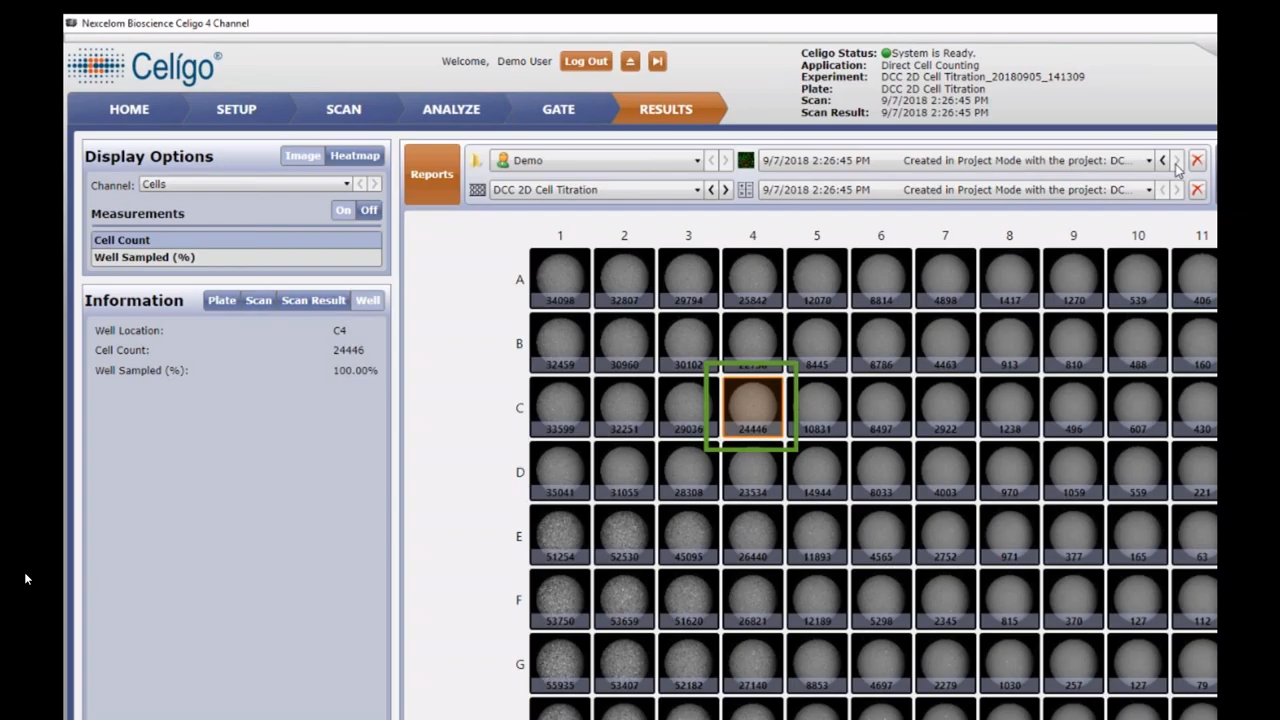 Nexcelom Bioscience Celigo 4 Channel
Celígo®
Welcome, Demo User Log Out
Celigo Status: System is Ready.
Application: Direct Cell Counting
Experiment: DCC 2D Cell Titration_20180905_141309
Plate: DCC 2D Cell Titration
Scan: 9/7/2018 2:26:45 PM
Scan Result: 9/7/2018 2:26:45 PM
HOME SETUP SCAN ANALYZE GATE RESULTS
Display Options Image Heatmap
Channel: Cells
Measurements On Off
Cell Count
Well Sampled (%)
Information Plate Scan Scan Result Well
Well Location: C4
Cell Count: 24446
Well Sampled (%): 100.00%
Reports
Demo 9/7/2018 2:26:45 PM Created in Project Mode with the project: DC...
DCC 2D Cell Titration 9/7/2018 2:26:45 PM Created in Project Mode with the project: DC...
1 2 3 4 5 6 7 8 9 10 11
A 34098 32807 29794 25842 12070 8814 4898 1417 1270 539 406
B 32459 30960 30102 8445 8786 4463 913 810 488 160
C 33599 32251 29036 24446 10831 8497 2922 1238 496 607 430
D 35041 31055 28308 23534 14944 8033 4003 970 1059 559 221
E 51254 52530 45095 26440 11893 4565 2752 971 377 165 63
F 53750 53659 51620 26821 12189 5298 2345 815 370 127 112
G 55935 53407 52182 27140 8853 4697 2279 1030 257 127 79